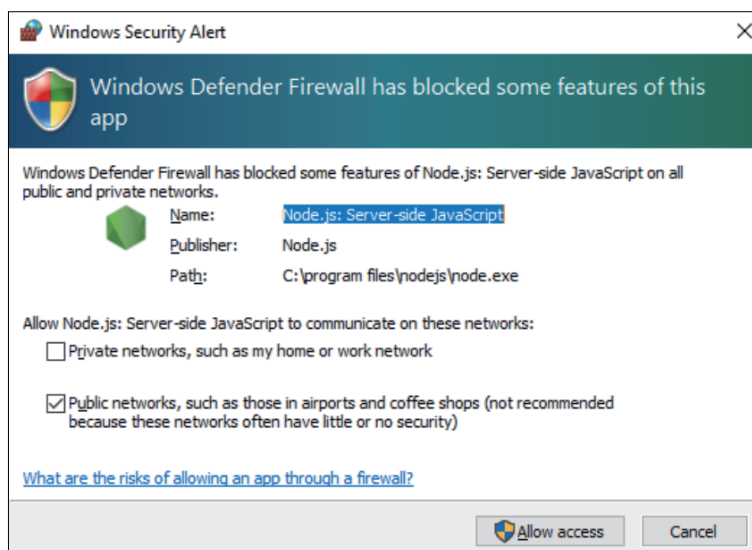 Windows Security Alert
Windows Defender Firewall has blocked some features of this
app
Windows Defender Firewall has blocked some features of Node.js: Server-side JavaScript on all
public and private networks.
Name: Node.js: Server-side JavaScript
Publisher: Node.js
Path: C:\program files\nodejs\node.exe
Allow Node.js: Server-side JavaScript to communicate on these networks:
Private networks, such as my home or work network
Public networks, such as those in airports and coffee shops (not recommended
because these networks often have little or no security)
What are the risks of allowing an app through a firewall?
Allow access Cancel